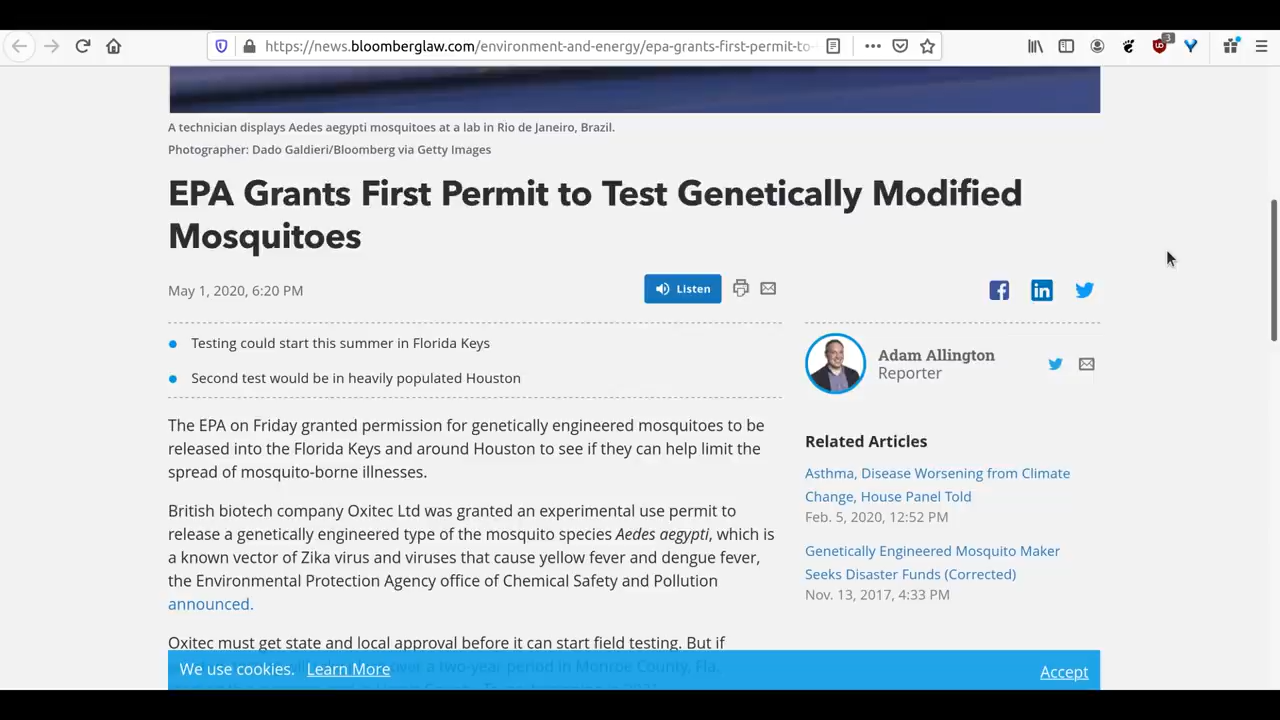 https://news.bloomberglaw.com/environment-and-energy/epa-grants-first-permit-to-
3
A technician displays Aedes aegypti mosquitoes at a lab in Rio de Janeiro, Brazil.
Photographer: Dado Galdieri/Bloomberg via Getty Images
EPA Grants First Permit to Test Genetically Modified
Mosquitoes
May 1, 2020, 6:20 PM
Listen
Testing could start this summer in Florida Keys
Second test would be in heavily populated Houston
The EPA on Friday granted permission for genetically engineered mosquitoes to be
released into the Florida Keys and around Houston to see if they can help limit the
spread of mosquito-borne illnesses.
British biotech company Oxitec Ltd was granted an experimental use permit to
release a genetically engineered type of the mosquito species Aedes aegypti, which is
a known vector of Zika virus and viruses that cause yellow fever and dengue fever,
the Environmental Protection Agency office of Chemical Safety and Pollution
announced.
Oxitec must get state and local approval before it can start field testing. But if
over a two-year period in Monroe County, Fla.
Adam Allington
Reporter
Related Articles
Asthma, Disease Worsening from Climate
Change, House Panel Told
Feb. 5, 2020, 12:52 PM
Genetically Engineered Mosquito Maker
Seeks Disaster Funds (Corrected)
Nov. 13, 2017, 4:33 PM
We use cookies. Learn More
Accept